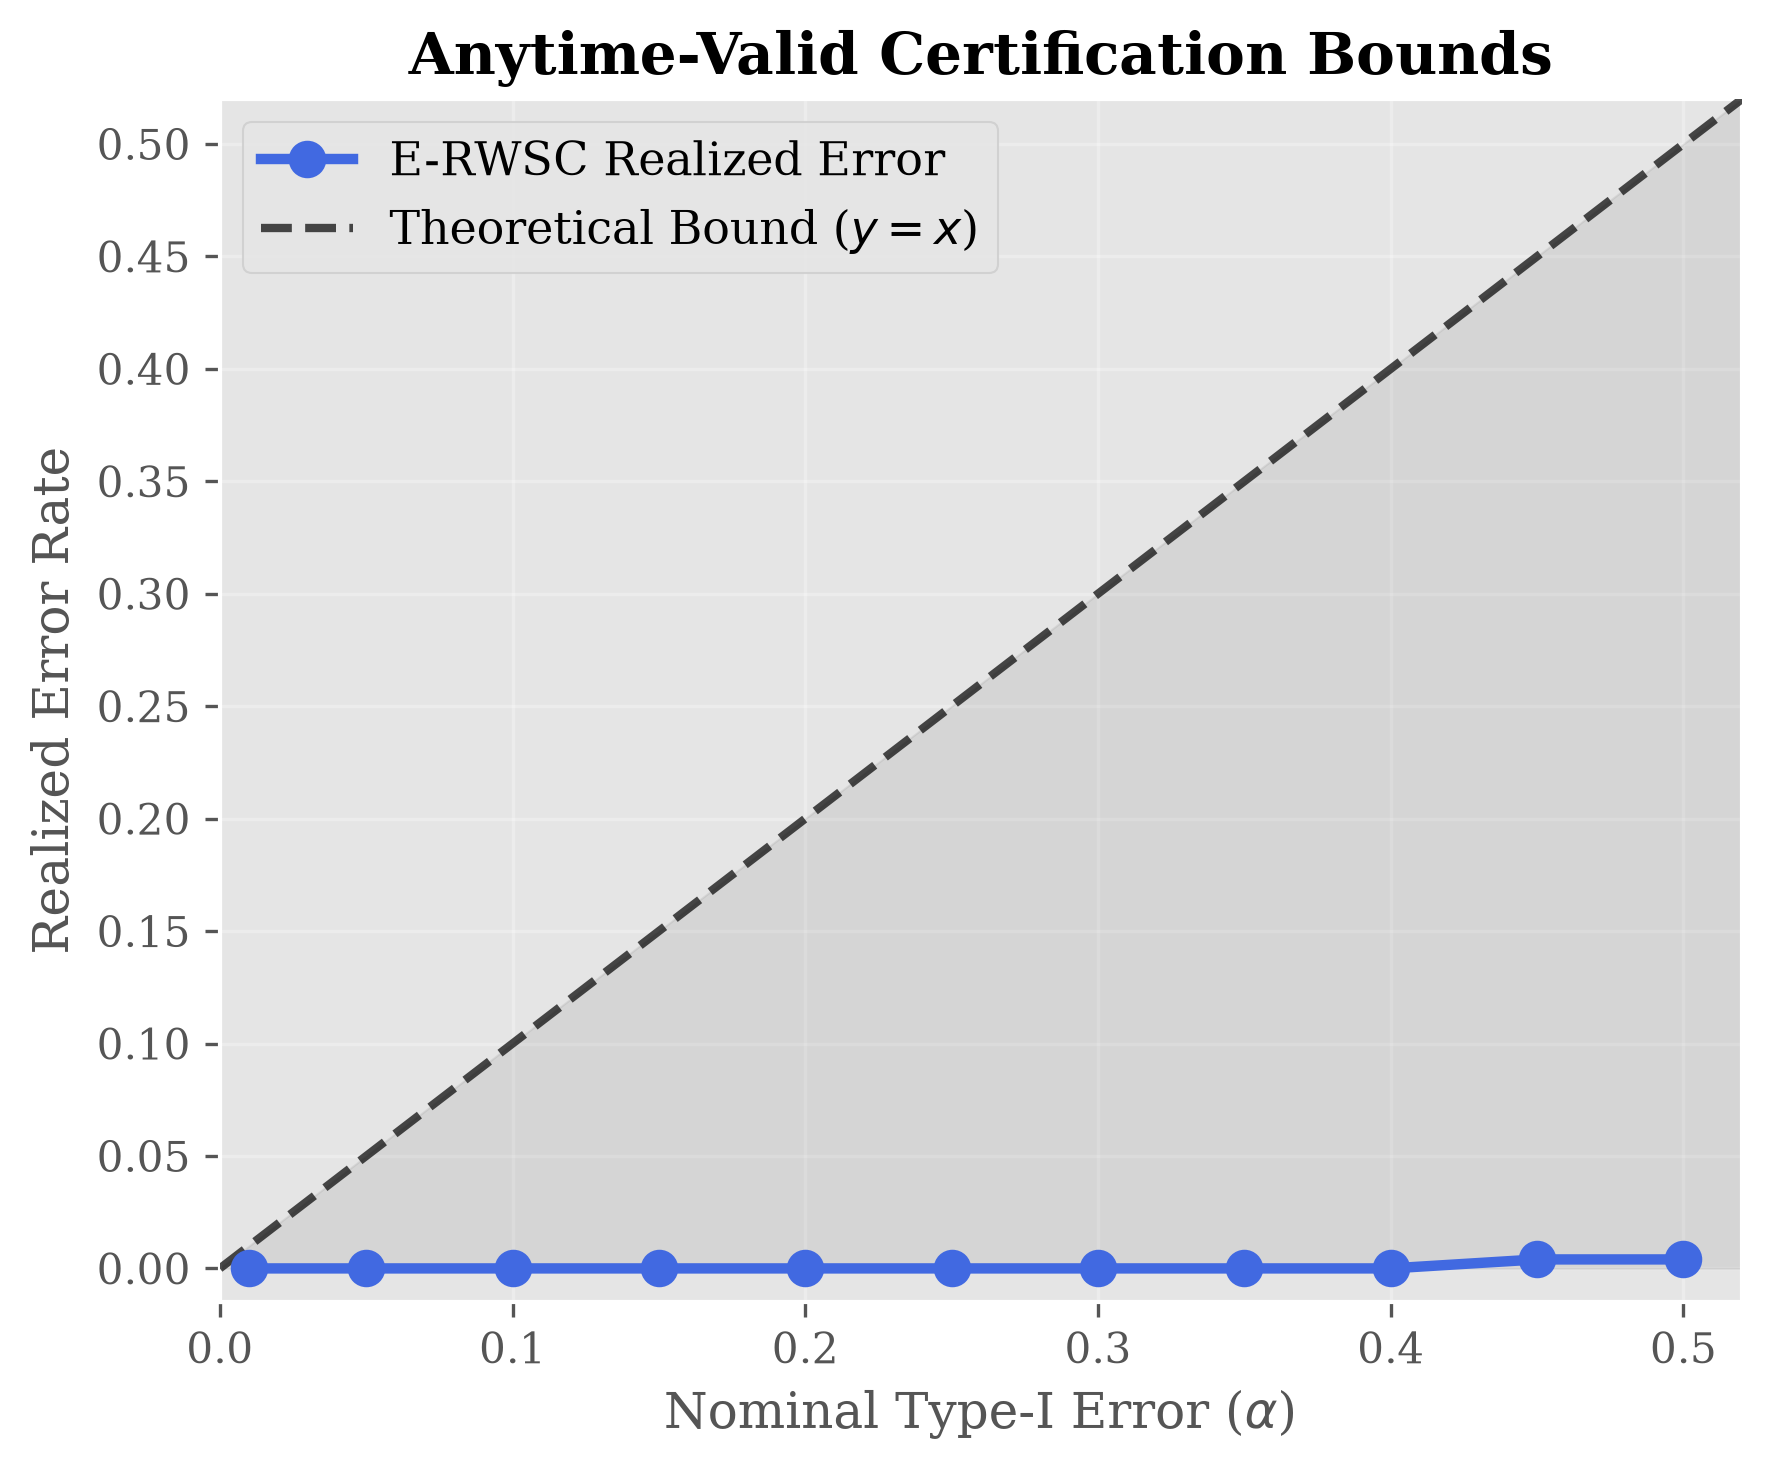 Anytime-Valid Certification Bounds
E-RWSC Realized Error
Theoretical Bound (y = x)
0.50
0.45
0.40
0.35
0.30
0.25
0.20
0.15
0.10
0.05
0.00
Realized Error Rate
0.0 0.1 0.2 0.3 0.4 0.5
Nominal Type-I Error (α)